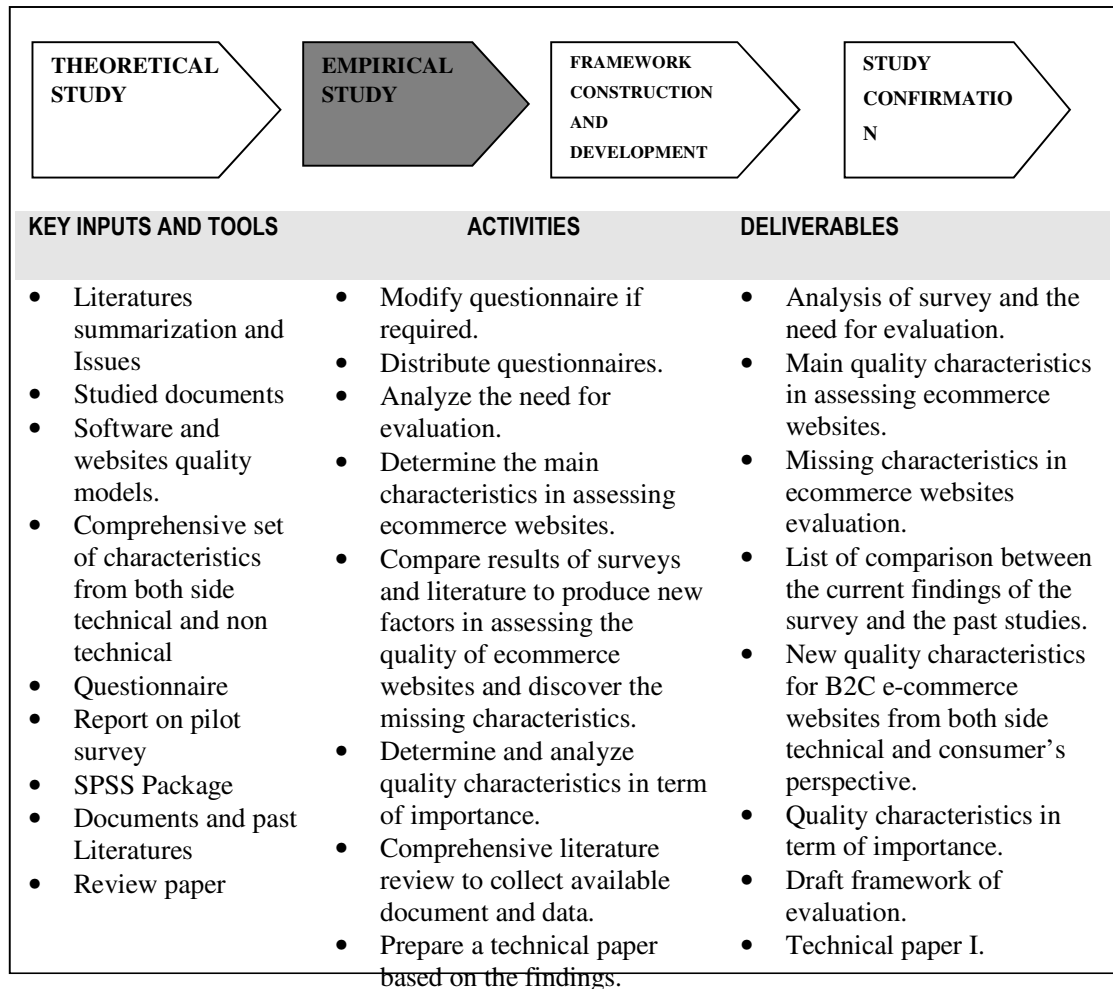 THEORETICAL
STUDY
EMPIRICAL
STUDY
FRAMEWORK
CONSTRUCTION
AND
DEVELOPMENT
STUDY
CONFIRMATIO
N
KEY INPUTS AND TOOLS
ACTIVITIES
DELIVERABLES
• Literatures
summarization and
Issues
• Studied documents
• Software and
websites quality
models.
• Comprehensive set
of characteristics
from both side
technical and non
technical
• Questionnaire
• Report on pilot
survey
• SPSS Package
• Documents and past
Literatures
• Review paper
• Modify questionnaire if
required.
• Distribute questionnaires.
• Analyze the need for
evaluation.
• Determine the main
characteristics in assessing
ecommerce websites.
• Compare results of surveys
and literature to produce new
factors in assessing the
quality of ecommerce
websites and discover the
missing characteristics.
• Determine and analyze
quality characteristics in term
of importance.
• Comprehensive literature
review to collect available
document and data.
• Prepare a technical paper
based on the findings.
• Analysis of survey and the
need for evaluation.
• Main quality characteristics
in assessing ecommerce
websites.
• Missing characteristics in
ecommerce websites
evaluation.
• List of comparison between
the current findings of the
survey and the past studies.
• New quality characteristics
for B2C e-commerce
websites from both side
technical and consumer’s
perspective.
• Quality characteristics in
term of importance.
• Draft framework of
evaluation.
• Technical paper I.